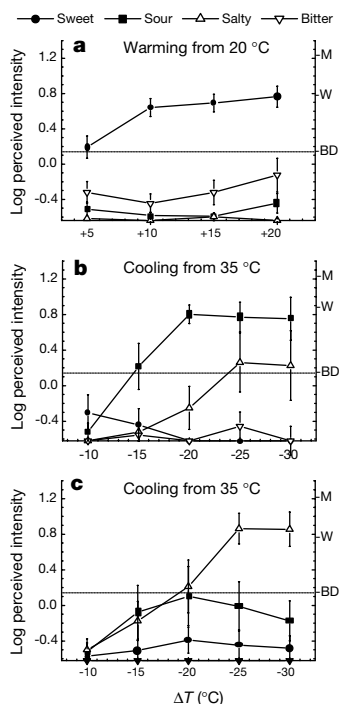 Sweet Sour Salty Bitter
a Warming from 20 °C
Log perceived intensity
1.2
0.8
0.4
0.0
-0.4
M
W
BD
+5 +10 +15 +20
b Cooling from 35 °C
Log perceived intensity
1.2
0.8
0.4
0.0
-0.4
M
W
BD
-10 -15 -20 -25 -30
c Cooling from 35 °C
Log perceived intensity
1.2
0.8
0.4
0.0
-0.4
M
W
BD
-10 -15 -20 -25 -30
ΔT (°C)